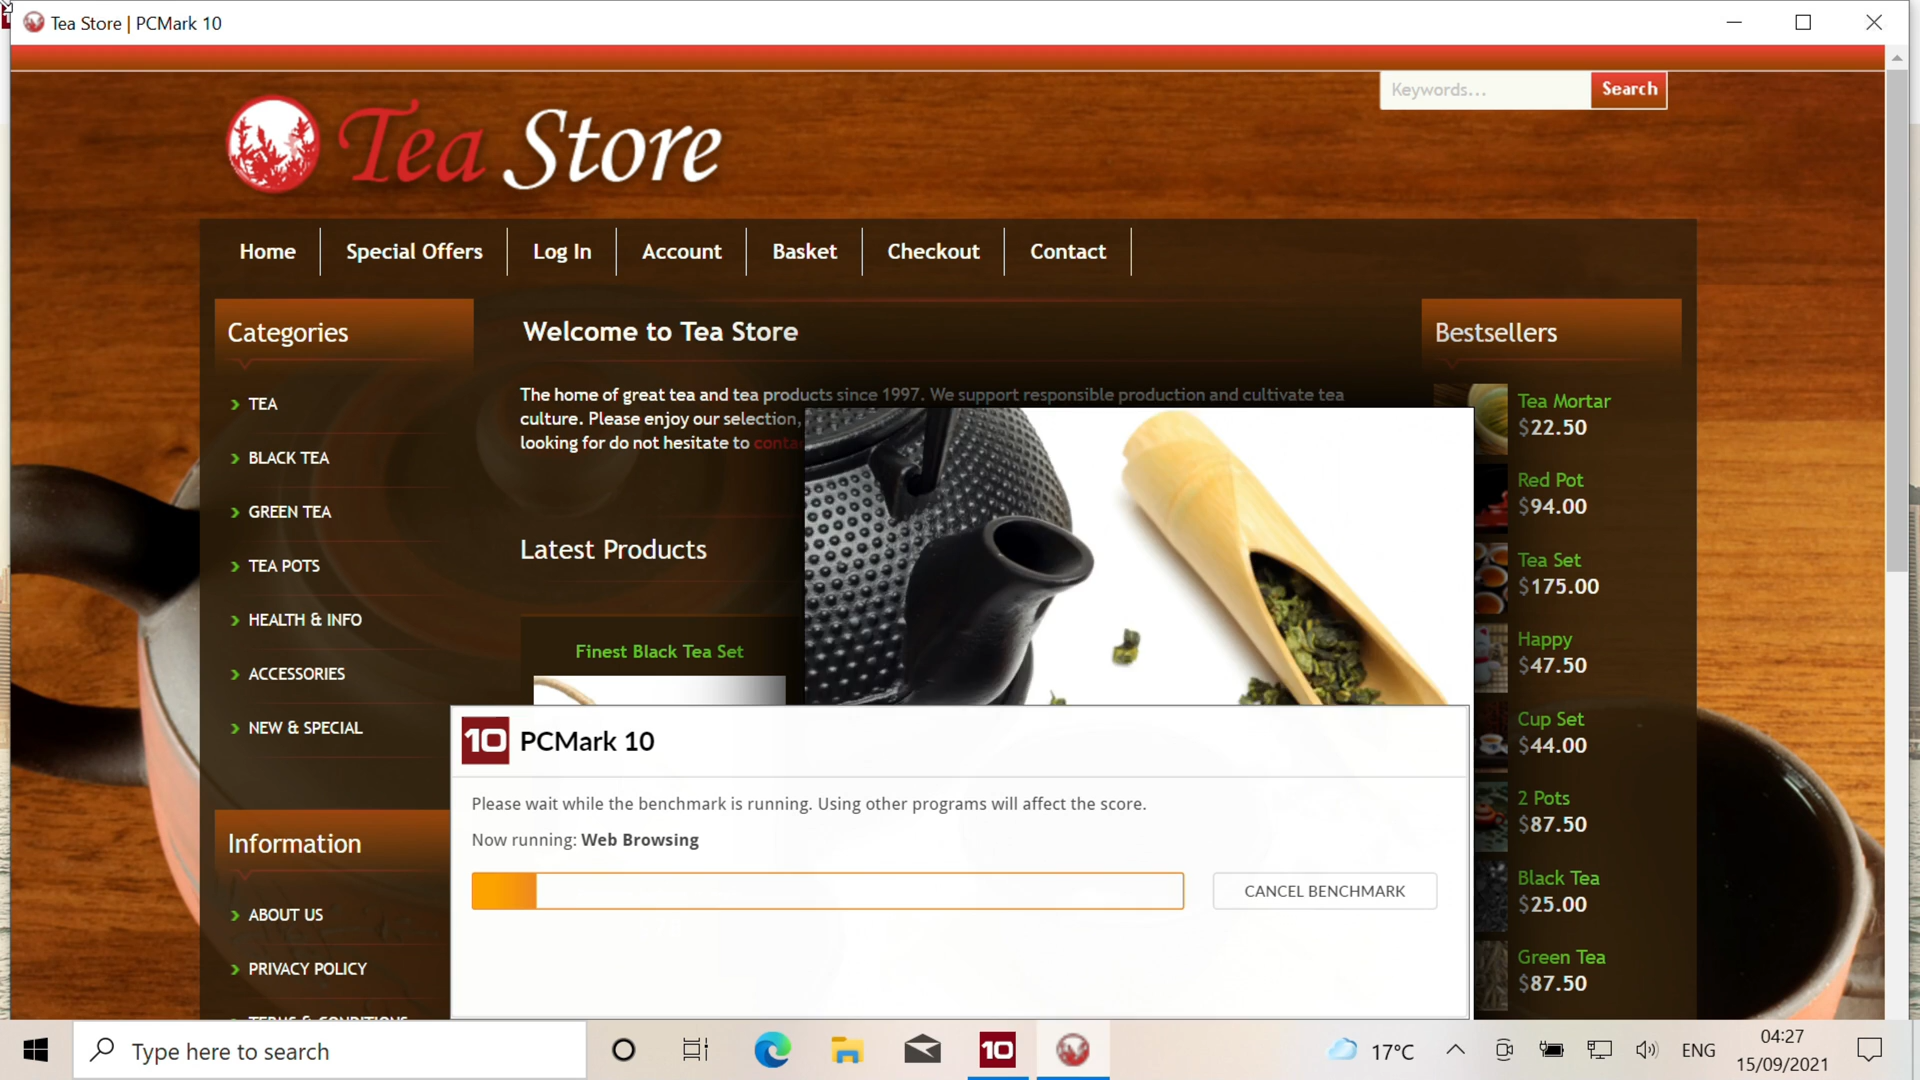 Tea Store | PCMark 10
Keywords...
Search
Tea Store
Home
Special Offers
Log In
Account
Basket
Checkout
Contact
Categories
TEA
BLACK TEA
GREEN TEA
TEA POTS
HEALTH & INFO
ACCESSORIES
NEW & SPECIAL
Information
ABOUT US
PRIVACY POLICY
TERMS & CONDITIONS
Welcome to Tea Store
The home of great tea and tea products since 1997. We support responsible production and cultivate tea
culture. Please enjoy our selection,
looking for do not hesitate to
Latest Products
Finest Black Tea Set
Bestsellers
Tea Mortar
$22.50
Red Pot
$94.00
Tea Set
$175.00
Happy
$47.50
Cup Set
$44.00
2 Pots
$87.50
Black Tea
$25.00
Green Tea
$87.50
10 PCMark 10
Please wait while the benchmark is running. Using other programs will affect the score.
Now running: Web Browsing
CANCEL BENCHMARK
Type here to search
10
17°C
ENG
04:27
15/09/2021